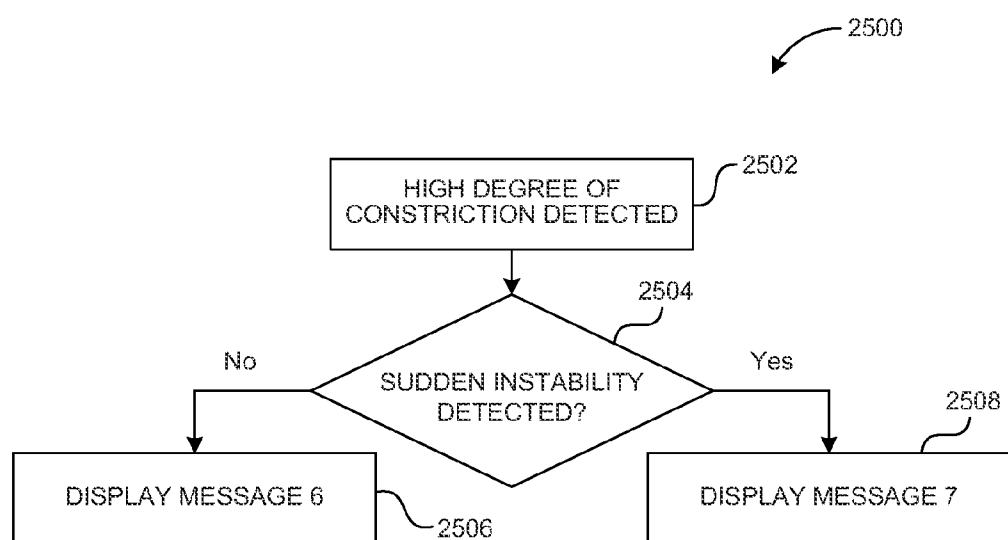 2500
HIGH DEGREE OF
CONSTRICTION DETECTED
2502
2504
No
SUDDEN INSTABILITY
DETECTED?
Yes
2508
DISPLAY MESSAGE 6
2506
DISPLAY MESSAGE 7